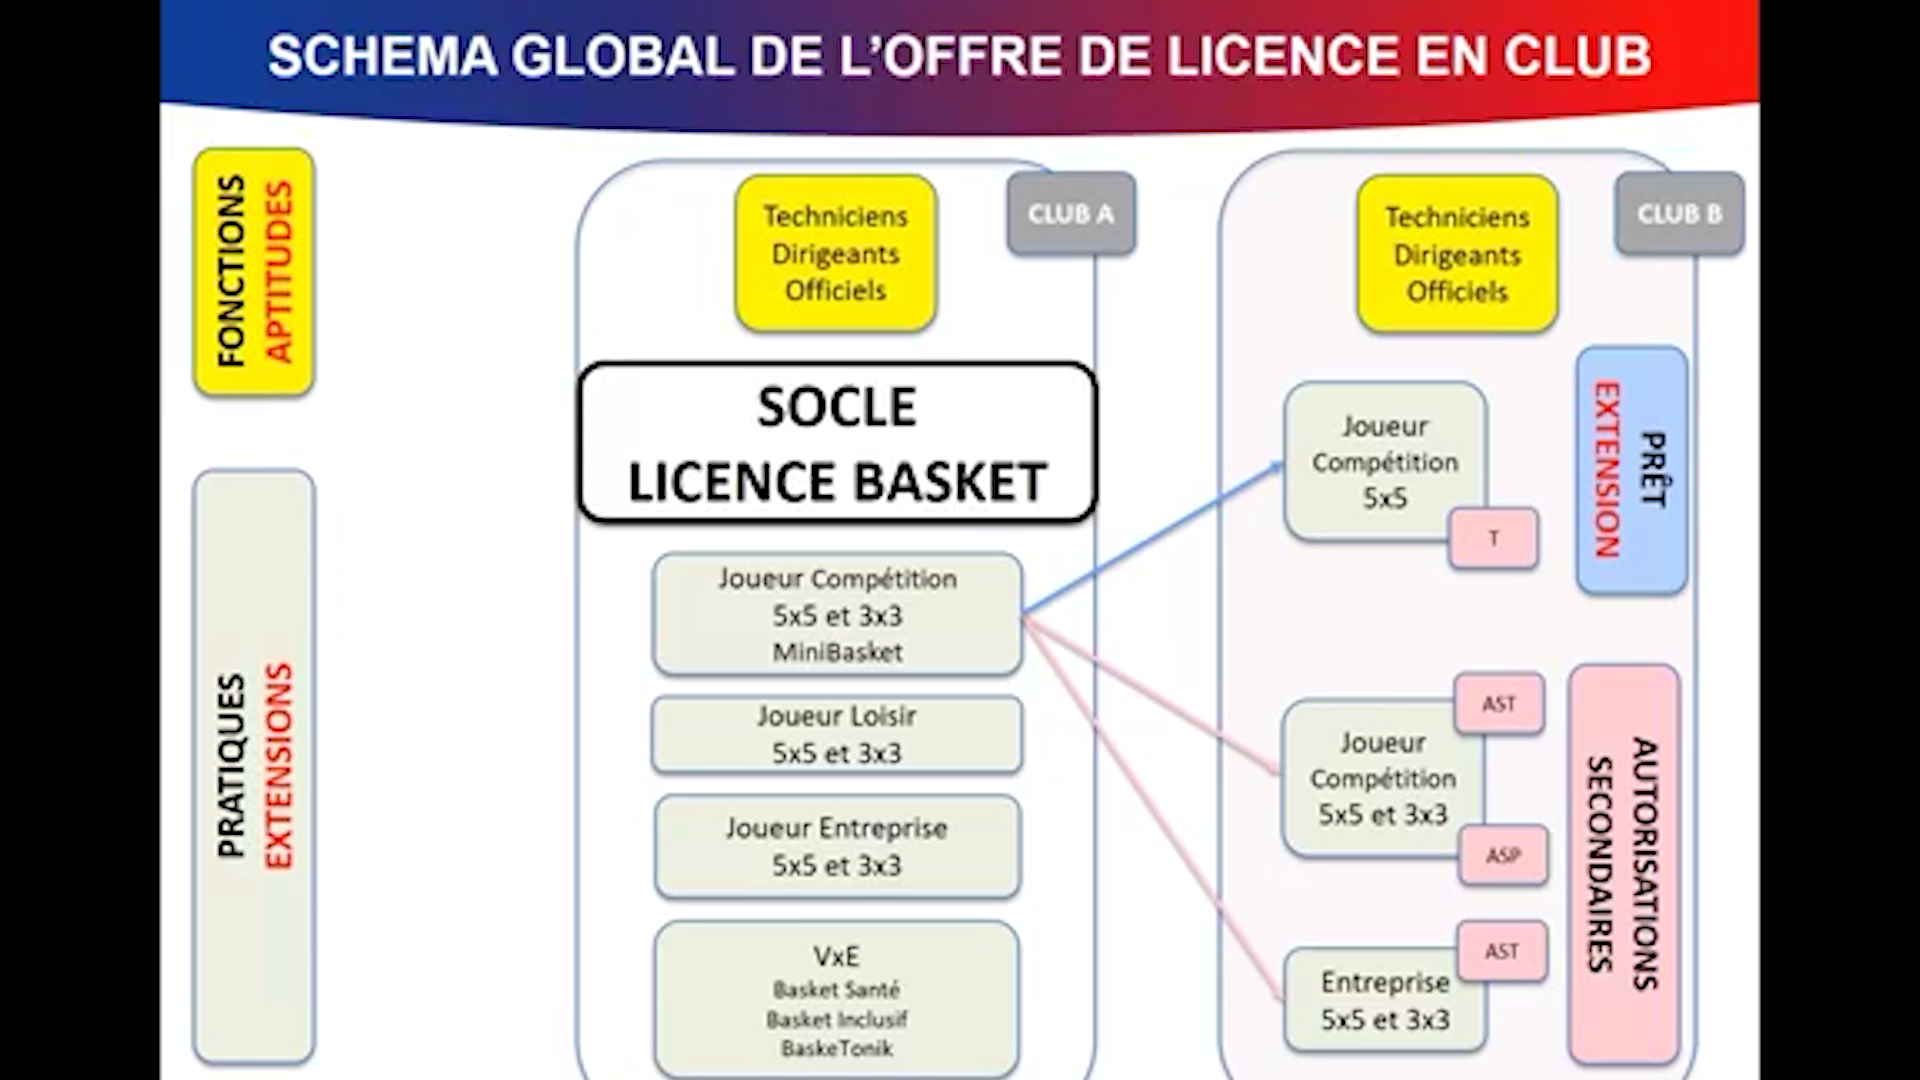 SCHEMA GLOBAL DE L’OFFRE DE LICENCE EN CLUB
FONCTIONS
APTITUDES
PRATIQUES
EXTENSIONS
CLUB A
Techniciens
Dirigeants
Officiels
SOCLE
LICENCE BASKET
Joueur Compétition
5x5 et 3x3
MiniBasket
Joueur Loisir
5x5 et 3x3
Joueur Entreprise
5x5 et 3x3
VxE
Basket Santé
Basket Inclusif
BaskeTonik
CLUB B
Techniciens
Dirigeants
Officiels
Joueur
Compétition
5x5
T
PRÊT
EXTENSION
AST
Joueur
Compétition
5x5 et 3x3
ASP
AST
Entreprise
5x5 et 3x3
AUTORISATIONS
SECONDAIRES